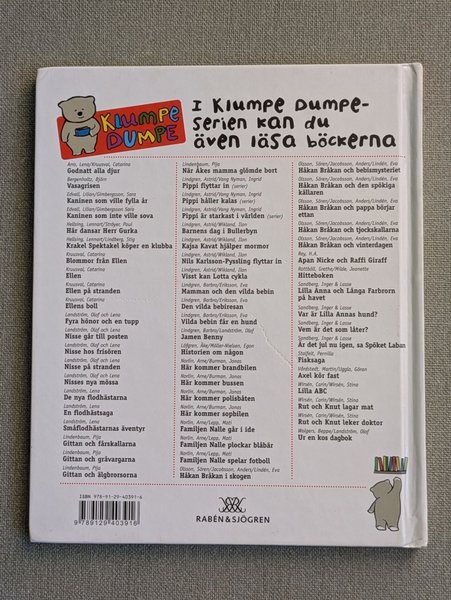 KLUMPE
DUMPE
I Klumpe Dumpe-
serien kan du
även läsa böckerna
Arro, Lena/Kruusval, Catarina
Godnatt alla djur
Bergenholtz, Björn
Vasagrisen
Edvall, Lilian/Gimbergsson, Sara
Kaninen som ville fylla år
Edvall, Lilian/Gimbergsson, Sara
Kaninen som inte ville sova
Hellsing, Lennart/Ströyer, Poul
Här dansar Herr Gurka
Hellsing, Lennart/Lindberg, Stig
Krakel Spektakel köper en klubba
Kruusval, Catarina
Blommor från Ellen
Kruusval, Catarina
Ellen
Kruusval, Catarina
Ellen på stranden
Kruusval, Catarina
Ellens boll
Landström, Olof och Lena
Fyra hönor och en tupp
Landström, Olof och Lena
Nisse går till posten
Landström, Olof och Lena
Nisse hos frisören
Landström, Olof och Lena
Nisse på stranden
Landström, Olof och Lena
Nisses nya mössa
Landström, Lena
De nya flodhästarna
Landström, Lena
En flodhästsaga
Landström, Lena
Småflodhästarnas äventyr
Lindenbaum, Pija
Gittan och fårskallarna
Lindenbaum, Pija
Gittan och gråvargarna
Lindenbaum, Pija
Gittan och älgbrorsorna
Lindenbaum, Pija
När Åkes mamma glömde bort
Lindgren, Astrid/Vang Nyman, Ingrid
Pippi flyttar in (serier)
Lindgren, Astrid/Vang Nyman, Ingrid
Pippi håller kalas (serier)
Lindgren, Astrid/Vang Nyman, Ingrid
Pippi är starkast i världen (serier)
Lindgren, Astrid/Wikland, Ilon
Barnens dag i Bullerbyn
Lindgren, Astrid/Wikland, Ilon
Kajsa Kavat hjälper mormor
Lindgren, Astrid/Wikland, Ilon
Nils Karlsson-Pyssling flyttar in
Lindgren, Astrid/Wikland, Ilon
Visst kan Lotta cykla
Lindgren, Barbro/Eriksson, Eva
Mamman och den vilda bebin
Lindgren, Barbro/Eriksson, Eva
Den vilda bebiresan
Lindgren, Barbro/Eriksson, Eva
Vilda bebin får en hund
Lindgren, Barbro/Landström, Olof
Jamen Benny
Löfgren, Åke/Möller-Nielsen, Egon
Historien om någon
Norlin, Arne/Burman, Jonas
Här kommer brandbilen
Norlin, Arne/Burman, Jonas
Här kommer bussen
Norlin, Arne/Burman, Jonas
Här kommer polisbåten
Norlin, Arne/Burman, Jonas
Här kommer sopbilen
Norlin, Arne/Lepp, Mati
Familjen Nalle går i ide
Norlin, Arne/Lepp, Mati
Familjen Nalle plockar blåbär
Norlin, Arne/Lepp, Mati
Familjen Nalle spelar fotboll
Olsson, Sören/Jacobsson, Anders/Lindén, Eva
Håkan Bråkan i skogen
Olsson, Sören/Jacobsson, Anders/Lindén, Eva
Håkan Bråkan och bebismysteriet
Olsson, Sören/Jacobsson, Anders/Lindén, Eva
Håkan Bråkan och den spökiga
källaren
Olsson, Sören/Jacobsson, Anders/Lindén, Eva
Håkan Bråkan och pappa börjar
ettan
Olsson, Sören/Jacobsson, Anders/Lindén, Eva
Håkan Bråkan och tjockskallarna
Olsson, Sören/Jacobsson, Anders/Lindén, Eva
Håkan Bråkan och vinterdagen
Rey, H.A.
Apan Nicke och Raffi Giraff
Rottböll, Grethe/Wilde, Jeanette
Hitteboken
Sandberg, Inger & Lasse
Lilla Anna och Långa Farbrorn
på havet
Sandberg, Inger & Lasse
Var är Lilla Annas hund?
Sandberg, Inger & Lasse
Vem är det som låter?
Sandberg, Inger & Lasse
Är det jul nu igen, sa Spöket Laban
Stalfelt, Pernilla
Fisksaga
Vårdstedt, Martin/Uggla, Göran
Axel kör fast
Wirsén, Carin/Wirsén, Stina
Lilla ABC
Wirsén, Carin/Wirsén, Stina
Rut och Knut lagar mat
Wirsén, Carin/Wirsén, Stina
Rut och Knut leker doktor
Wolgers, Beppe/Landström, Olof
Ur en kos dagbok
ISBN 978-91-29-40391-6
9 789129 403916
RABÉN & SJÖGREN